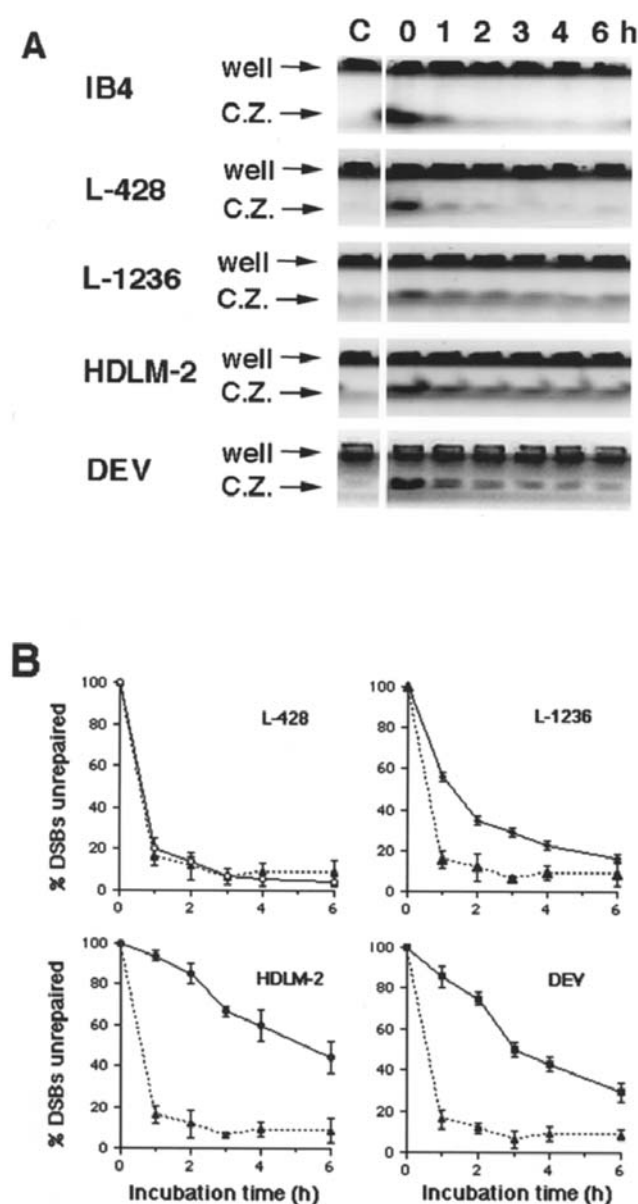 A
C 0 1 2 3 4 6 h
IB4
well
C.Z.
L-428
well
C.Z.
L-1236
well
C.Z.
HDLM-2
well
C.Z.
DEV
well
C.Z.
B
% DSBs unrepaired
100
80
60
40
20
0
0 2 4 6
L-428
100
80
60
40
20
0
0 2 4 6
L-1236
% DSBs unrepaired
100
80
60
40
20
0
0 2 4 6
Incubation time (h)
HDLM-2
100
80
60
40
20
0
0 2 4 6
Incubation time (h)
DEV